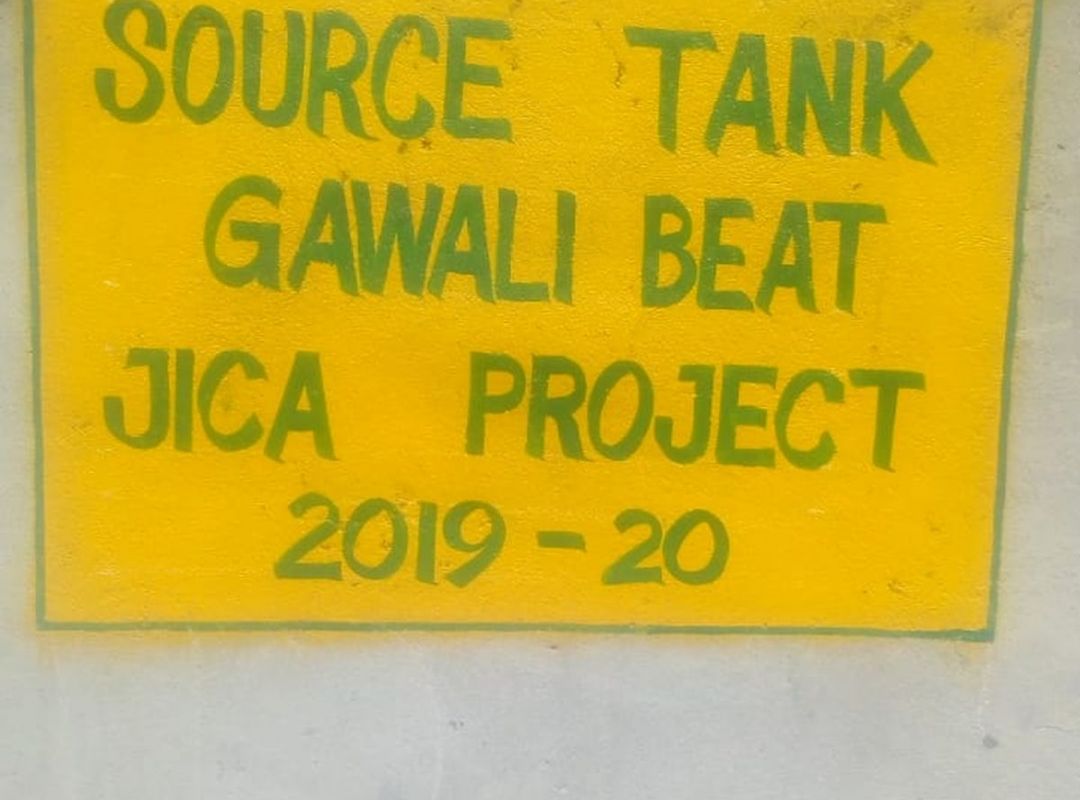 SOURCE TANK
GAWALI BEAT
JICA PROJECT
2019 - 20